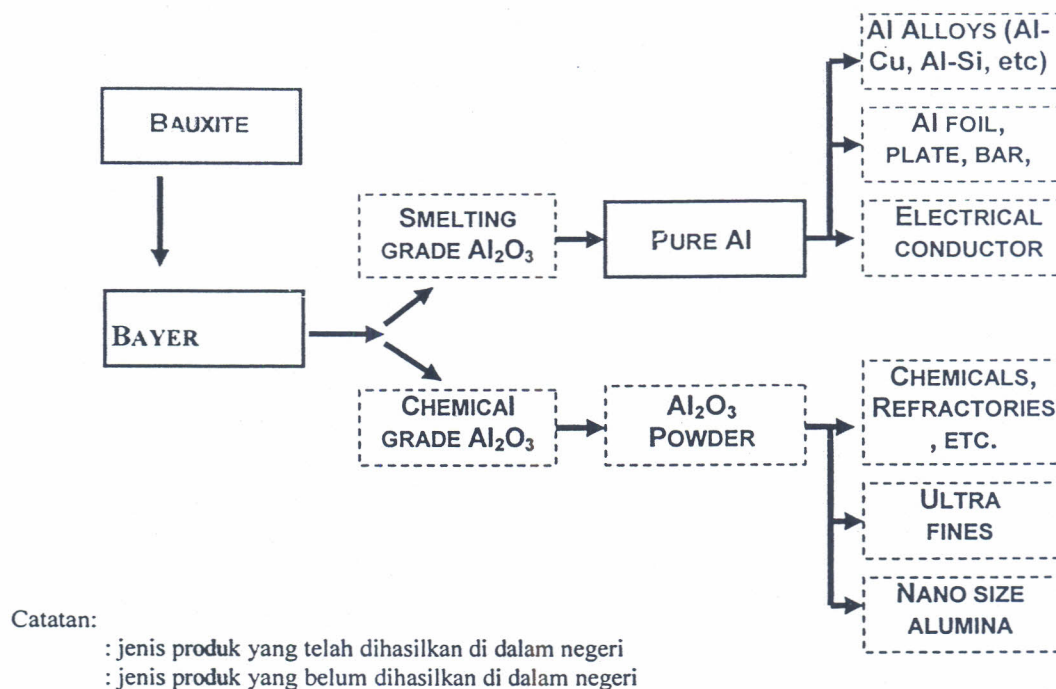 BAUXITE
BAYER
SMELTING
GRADE Al₂O₃
PURE Al
Al ALLOYS (Al-
Cu, Al-Si, etc)
Al FOIL,
PLATE, BAR,
ELECTRICAL
CONDUCTOR
CHEMICAL
GRADE Al₂O₃
Al₂O₃
POWDER
CHEMICALS,
REFRACTORIES
, ETC.
ULTRA
FINES
NANO SIZE
ALUMINA
Catatan:
: jenis produk yang telah dihasilkan di dalam negeri
: jenis produk yang belum dihasilkan di dalam negeri